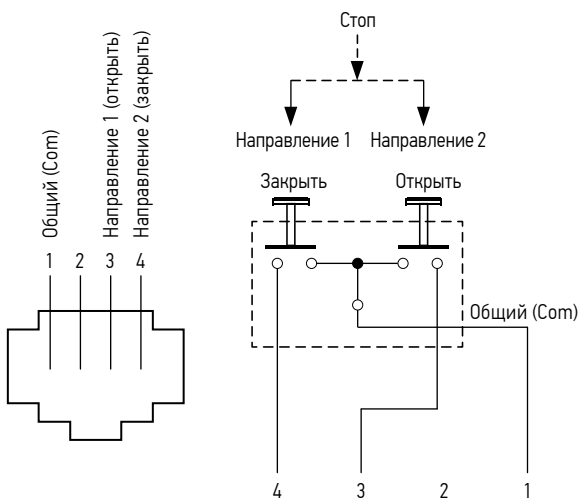 Стоп
Направление 1 Направление 2
Закрыть Открыть
Общий (Com)
Направление 1 (открыть)
Направление 2 (закрыть)
1 2 3 4
Общий (Com)
4 3 2 1